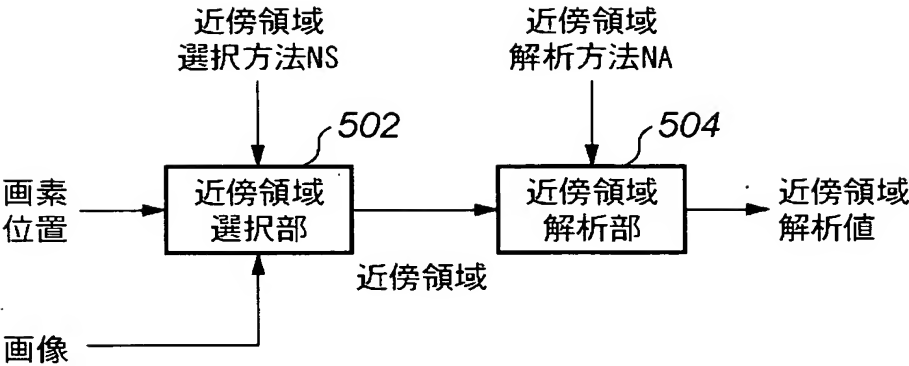 近傍領域
選択方法NS
近傍領域
解析方法NA
502
504
画素
位置
近傍領域
選択部
近傍領域
解析部
近傍領域
解析値
近傍領域
画像